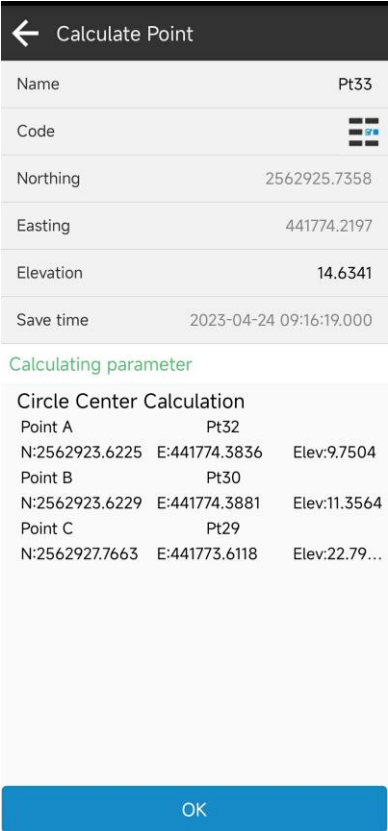 Calculate Point
Name Pt33
Code
Northing 2562925.7358
Easting 441774.2197
Elevation 14.6341
Save time 2023-04-24 09:16:19.000
Calculating parameter
Circle Center Calculation
Point A Pt32
N:2562923.6225 E:441774.3836 Elev:9.7504
Point B Pt30
N:2562923.6229 E:441774.3881 Elev:11.3564
Point C Pt29
N:2562927.7663 E:441773.6118 Elev:22.79...
OK